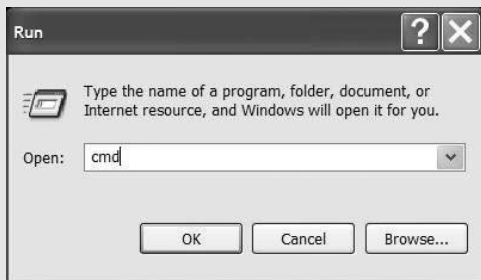 Run
Type the name of a program, folder, document, or
Internet resource, and Windows will open it for you.
Open: cmd
OK Cancel Browse...